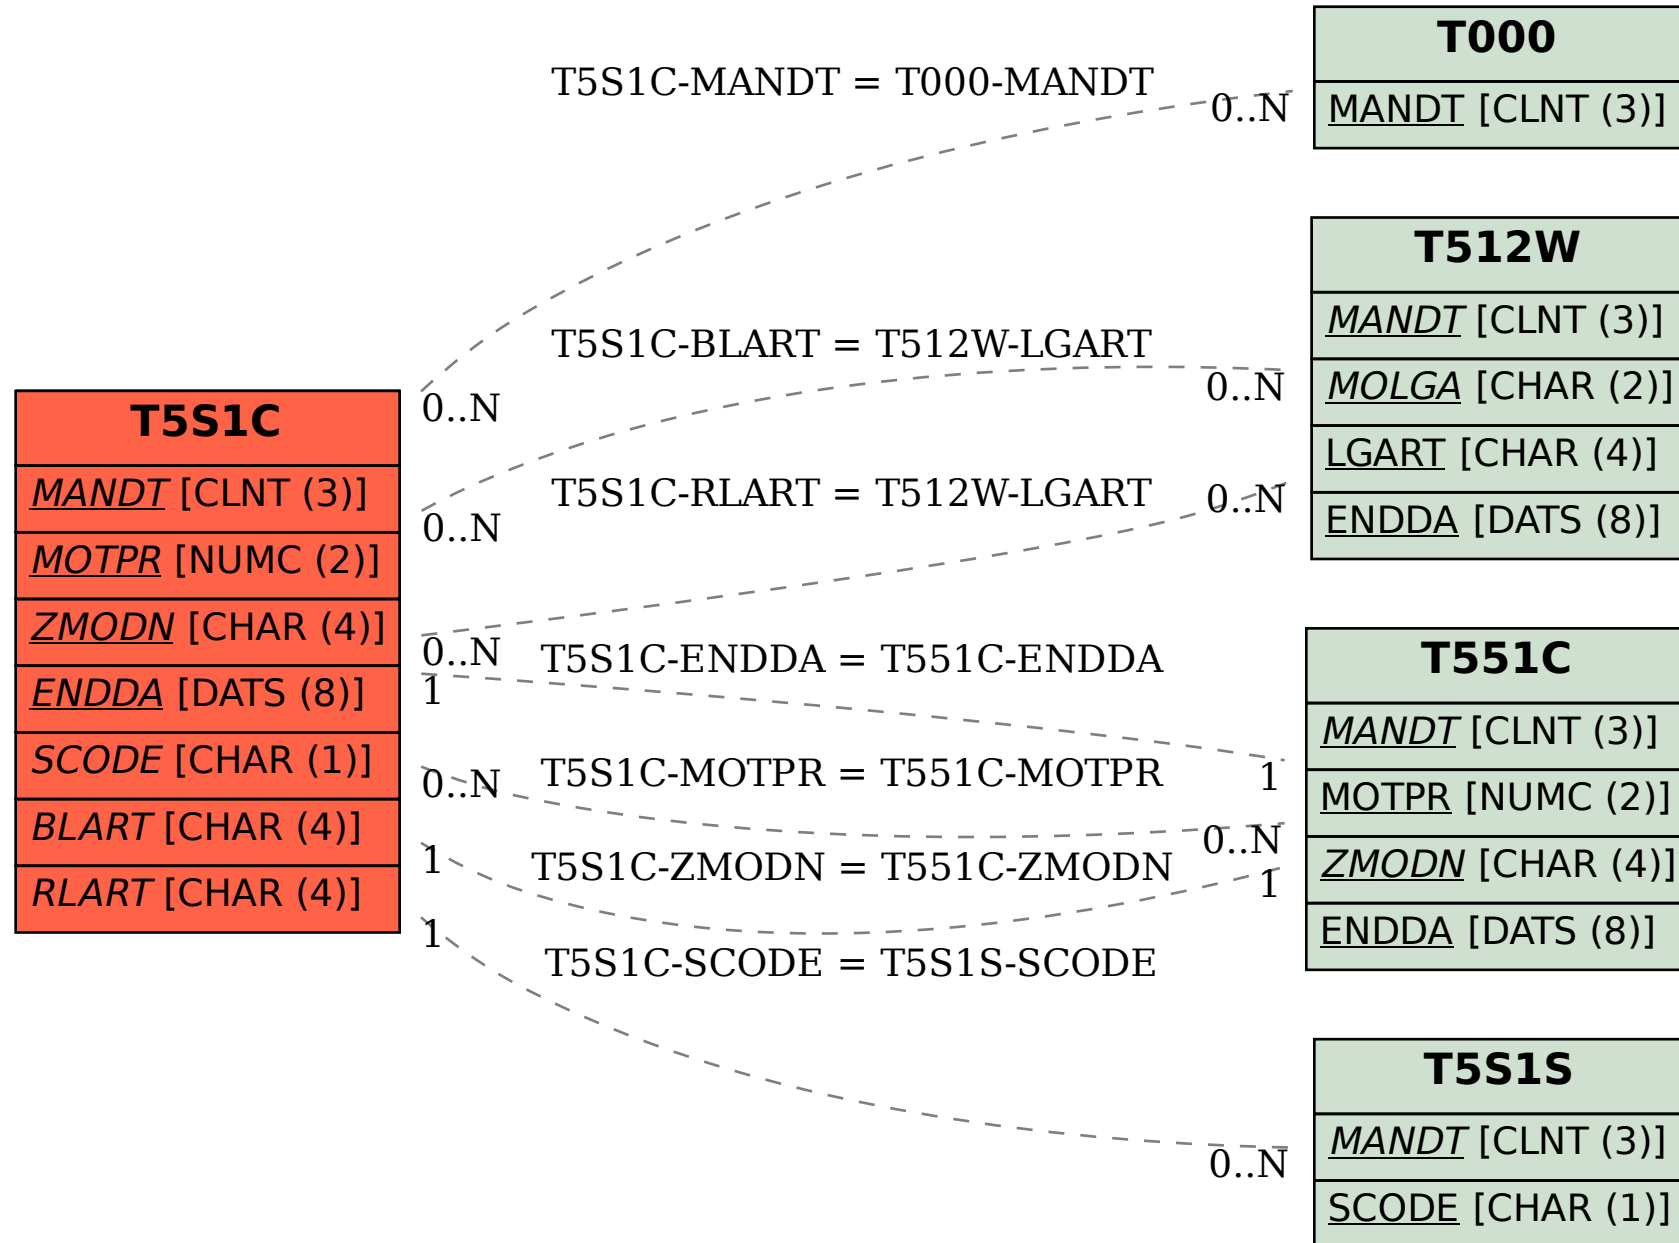 T5S1C
MANDT [CLNT (3)]
MOTPR [NUMC (2)]
ZMODN [CHAR (4)]
ENDDA [DATS (8)]
SCODE [CHAR (1)]
BLART [CHAR (4)]
RLART [CHAR (4)]
T5S1C-MANDT = T000-MANDT
0..N
0..N
T5S1C-BLART = T512W-LGART
0..N
0..N
T5S1C-RLART = T512W-LGART
0..N
0..N
T5S1C-ENDDA = T551C-ENDDA
1
1
T5S1C-MOTPR = T551C-MOTPR
0..N
0..N
T5S1C-ZMODN = T551C-ZMODN
1
1
T5S1C-SCODE = T5S1S-SCODE
1
0..N
T000
MANDT [CLNT (3)]
T512W
MANDT [CLNT (3)]
MOLGA [CHAR (2)]
LGART [CHAR (4)]
ENDDA [DATS (8)]
T551C
MANDT [CLNT (3)]
MOTPR [NUMC (2)]
ZMODN [CHAR (4)]
ENDDA [DATS (8)]
T5S1S
MANDT [CLNT (3)]
SCODE [CHAR (1)]